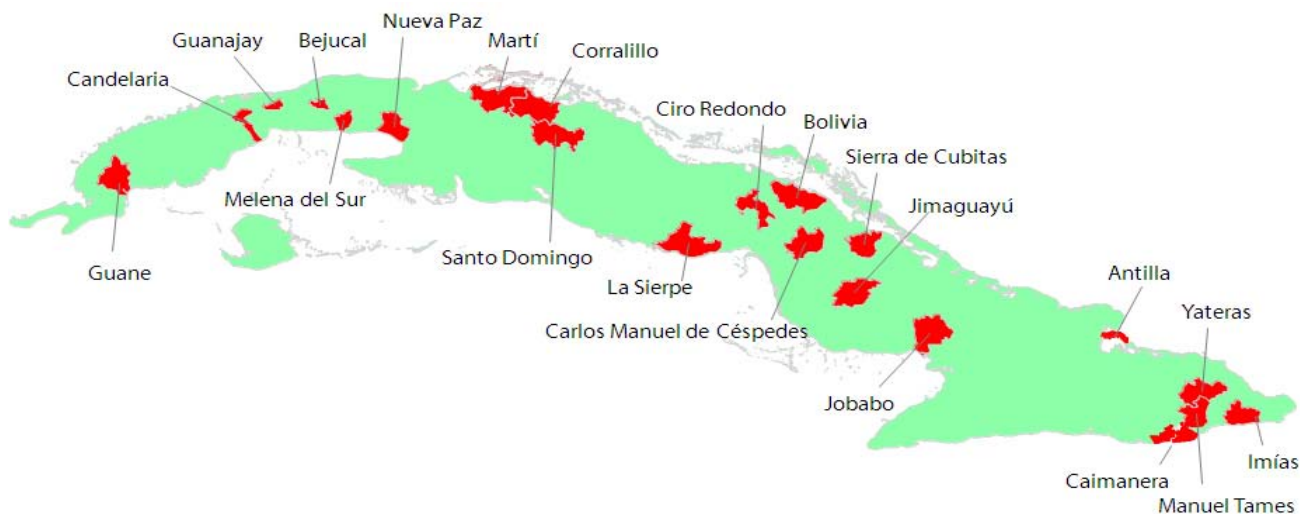 Nueva Paz
Guanajay
Bejucal
Martí
Corralillo
Candelaria
Ciro Redondo
Bolivia
Sierra de Cubitas
Melena del Sur
Jimaguayú
Guane
Santo Domingo
La Sierpe
Antilla
Carlos Manuel de Céspedes
Yateras
Jobabo
Imías
Caimanera
Manuel Tames